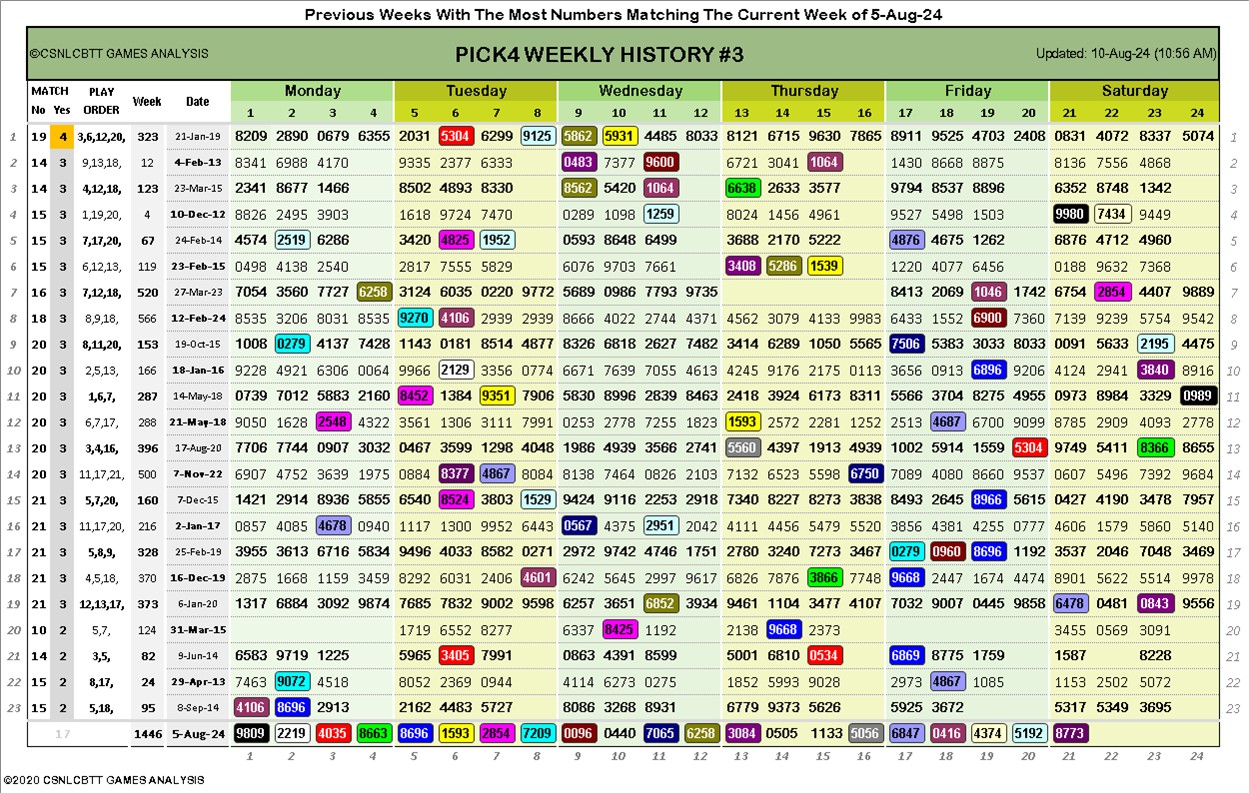 Previous Weeks With The Most Numbers Matching The Current Week of 5-Aug-24
©CSNLCBTT GAMES ANALYSIS PICK4 WEEKLY HISTORY #3 Updated: 10-Aug-24 (10:56 AM)
MATCH PLAY Week Date Monday Tuesday Wednesday Thursday Friday Saturday
No Yes ORDER 1 2 3 4 5 6 7 8 9 10 11 12 13 14 15 16 17 18 19 20 21 22 23 24
1 19 4 3,6,12,20, 323 21-Jan-19 8209 2890 0679 6355 2031 5304 6299 9125 5862 5931 4485 8033 8121 6715 9630 7865 8911 9525 4703 2408 0831 4072 8337 5074 1
2 14 3 9,13,18, 12 4-Feb-13 8341 6988 4170 9335 2377 6333 0483 7377 9600 6721 3041 1064 1430 8668 8875 8136 7556 4868 2
3 14 3 4,12,18, 123 23-Mar-15 2341 8677 1466 8502 4893 8330 8562 5420 1064 6638 2633 3577 9794 8537 8896 6352 8748 1342 3
4 15 3 1,19,20, 4 10-Dec-12 8826 2495 3903 1618 9724 7470 0289 1098 1259 8024 1456 4961 9527 5498 1503 9980 7434 9449 4
5 15 3 7,17,20, 67 24-Feb-14 4574 2519 6286 3420 4825 1952 0593 8648 6499 3688 2170 5222 4876 4675 1262 6876 4712 4960 5
6 15 3 6,12,13, 119 23-Feb-15 0498 4138 2540 2817 7555 5829 6076 9703 7661 3408 5286 1539 1220 4077 6456 0188 9632 7368 6
7 16 3 7,12,18, 520 27-Mar-23 7054 3560 7727 6258 3124 6035 0220 9772 5689 0986 7793 9735 8413 2069 1046 1742 6754 2854 4407 9889 7
8 18 3 8,9,18, 566 12-Feb-24 8535 3206 8031 8535 9270 4106 2939 2939 8666 4022 2744 4371 4562 3079 4133 9983 6433 1552 6900 7360 7139 9239 5754 9542 8
9 20 3 8,11,20, 153 19-Oct-15 1008 0279 4137 7428 1143 0181 8514 4877 8326 6818 2627 7482 3414 6289 1050 5565 7506 5383 3033 8033 0091 5633 2195 4475 9
10 20 3 2,5,13, 166 18-Jan-16 9228 4921 6306 0064 9966 2129 3356 0774 6671 7639 7055 4613 4245 9176 2175 0113 3656 0913 6896 9206 4124 2941 3840 8916 10
11 20 3 1,6,7, 287 14-May-18 0739 7012 5883 2160 8452 1384 9351 7906 5830 8996 2839 8463 2418 3924 6173 8311 5566 3704 8275 4955 0973 8984 3329 0989 11
12 20 3 6,7,17, 288 21-May-18 9050 1628 2548 4322 3561 1306 3111 7991 0253 2778 7255 1823 1593 2572 2281 1252 2513 4687 6700 9099 8785 2909 4093 2778 12
13 20 3 3,4,16, 396 17-Aug-20 7706 7744 0907 3032 0467 3599 1298 4048 1986 4939 3566 2741 5560 4397 1913 4939 1002 5914 1559 5304 9749 5411 8366 8655 13
14 20 3 11,17,21, 500 7-Nov-22 6907 4752 3639 1975 0884 8377 4867 8084 8138 7464 0826 2103 7132 6523 5598 6750 7089 4080 8660 9537 0607 5496 7392 9684 14
15 21 3 5,7,20, 160 7-Dec-15 1421 2914 8936 5855 6540 8524 3803 1529 9424 9116 2253 2918 7340 8227 8273 3838 8493 2645 8966 5615 0427 4190 3478 7957 15
16 21 3 11,17,20, 216 2-Jan-17 0857 4085 4678 0940 1117 1300 9952 6443 0567 4375 2951 2042 4111 4456 5479 5520 3856 4381 4255 0777 4606 1579 5860 5140 16
17 21 3 5,8,9, 328 25-Feb-19 3955 3613 6716 5834 9496 4033 8582 0271 2972 9742 4746 1751 2780 3240 7273 3467 0279 0960 8696 1192 3537 2046 7048 3469 17
18 21 3 4,5,18, 370 16-Dec-19 2875 1668 1159 3459 8292 6031 2406 4601 6242 5645 2997 9617 6826 7876 3866 7748 9668 2447 1674 4474 8901 5622 5514 9978 18
19 21 3 12,13,17, 373 6-Jan-20 1317 6884 3092 9874 7685 7832 9002 9598 6257 3651 6852 3934 9461 1104 3477 4107 7032 9007 0445 9858 6478 0481 0843 9556 19
20 10 2 5,7, 124 31-Mar-15 1719 6552 8277 6337 8425 1192 2138 9668 2373 3455 0569 3091 20
21 14 2 3,5, 82 9-Jun-14 6583 9719 1225 5965 3405 7991 0863 4391 8599 5001 6810 0534 6869 8775 1759 1587 8228 21
22 15 2 8,17, 24 29-Apr-13 7463 9072 4518 8052 2369 0944 4114 6273 0275 1852 5993 9028 2973 4867 1085 1153 2502 5072 22
23 15 2 5,18, 95 8-Sep-14 4106 8696 2913 2162 4483 5727 8086 3268 8931 6779 9373 5626 5925 3672 5317 5349 3695 23
17 1446 5-Aug-24 9809 2219 4035 8663 8696 1593 2854 7209 0096 0440 7065 6258 3084 0505 1133 5056 6847 0416 4374 5192 8773
1 2 3 4 5 6 7 8 9 10 11 12 13 14 15 16 17 18 19 20 21 22 23 24
©2020 CSNLCBTT GAMES ANALYSIS